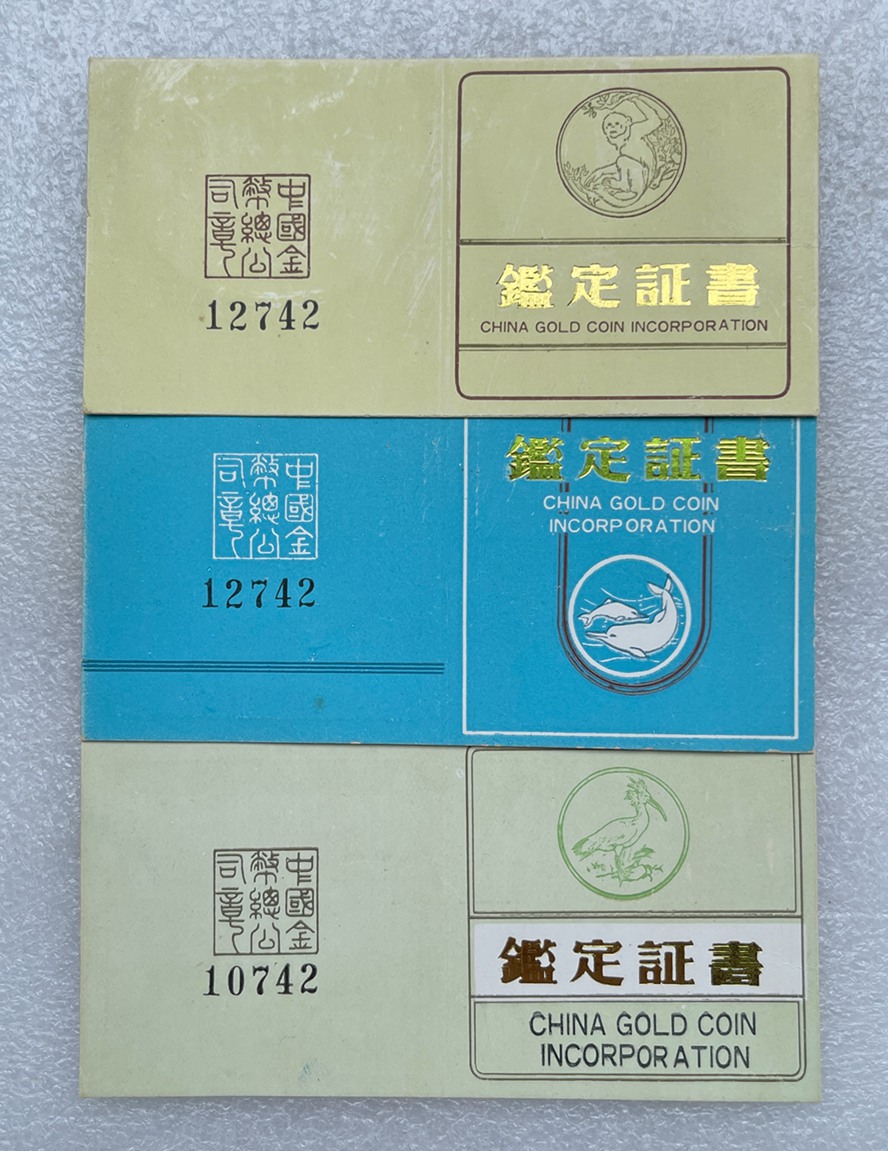 中國金
幣總公
司章
12742
鑑定証書
CHINA GOLD COIN INCORPORATION
中國金
幣總公
司章
12742
鑑定証書
CHINA GOLD COIN
INCORPORATION
中國金
幣總公
司章
10742
鑑定証書
CHINA GOLD COIN
INCORPORATION